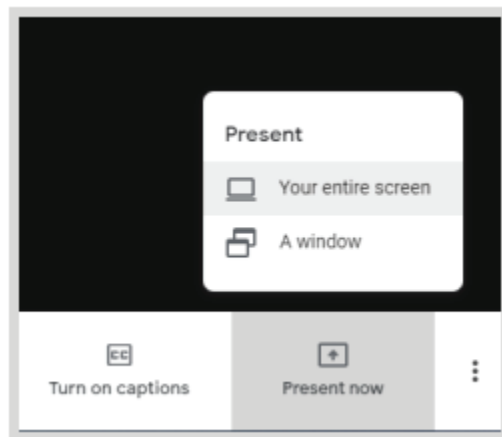 Present
Your entire screen
A window
CC
Turn on captions
Present now